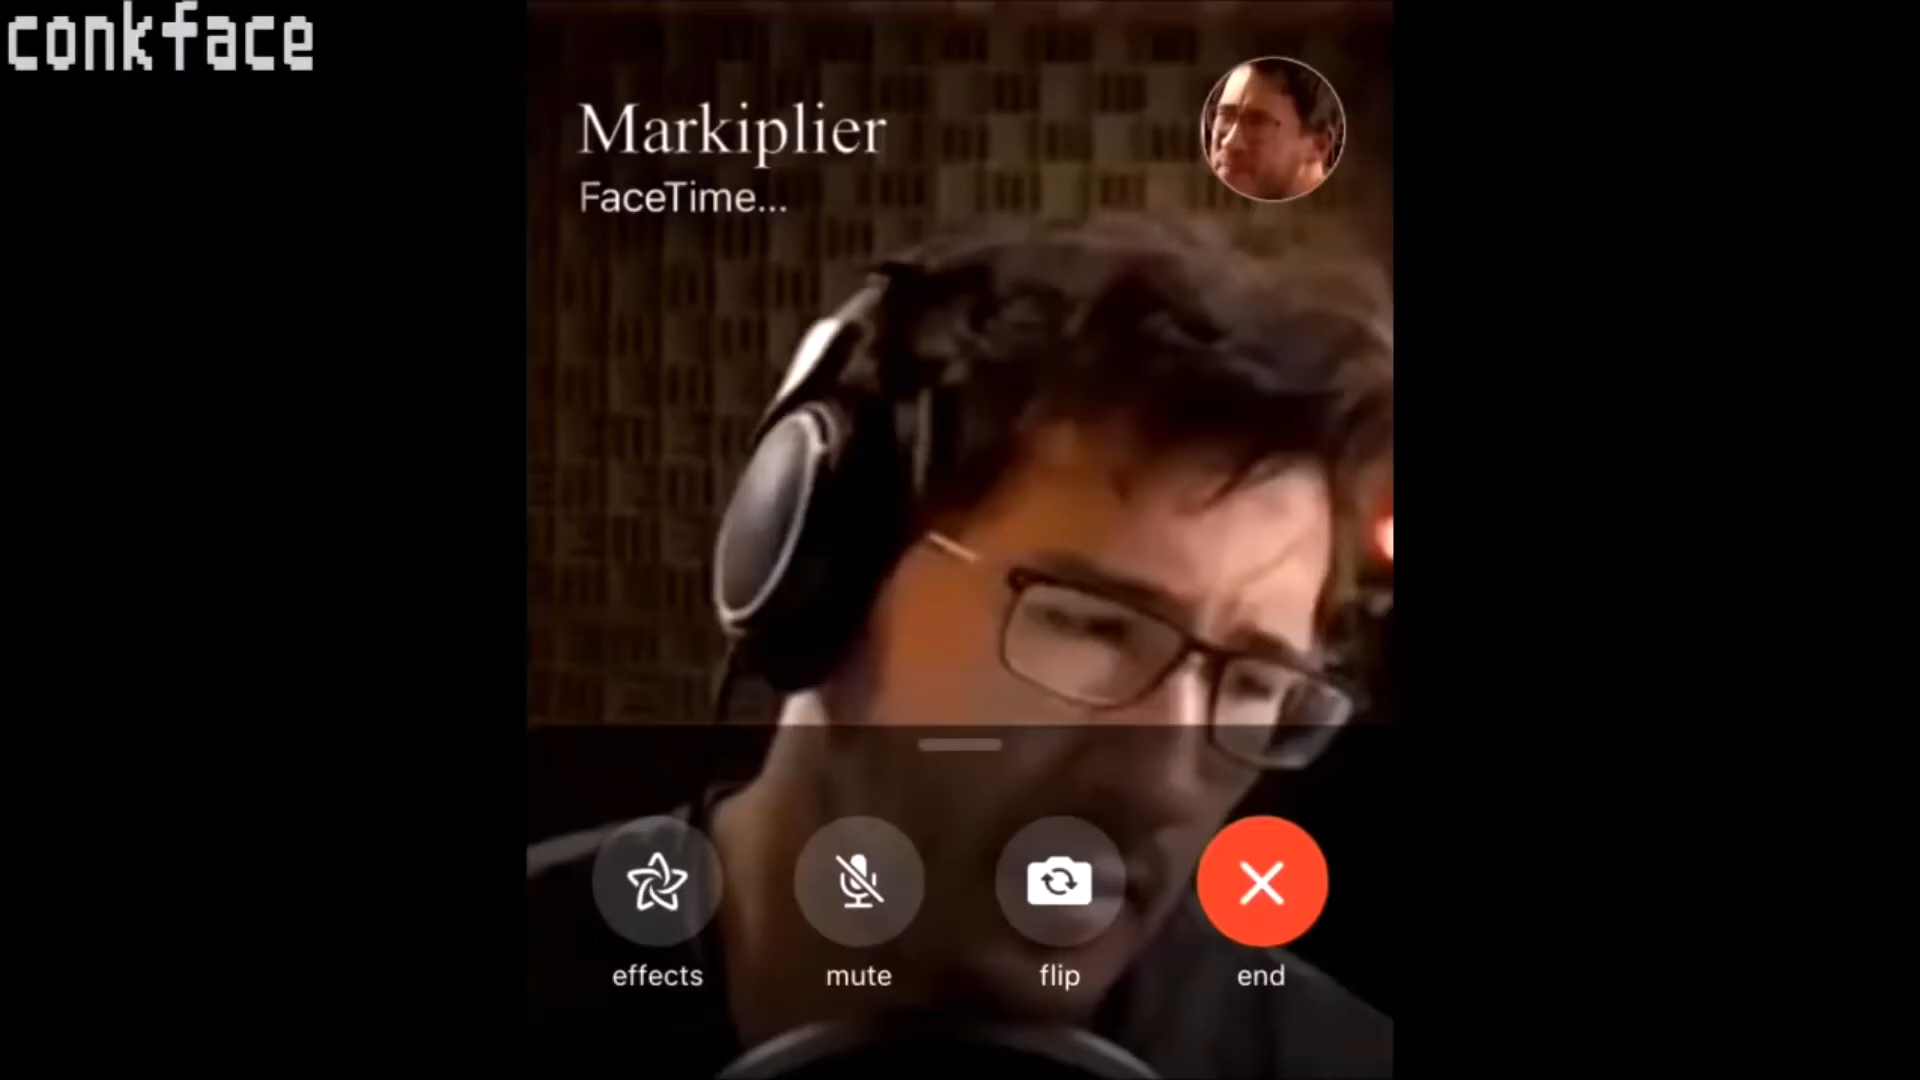 conkface
Markiplier
FaceTime...
effects
mute
flip
end